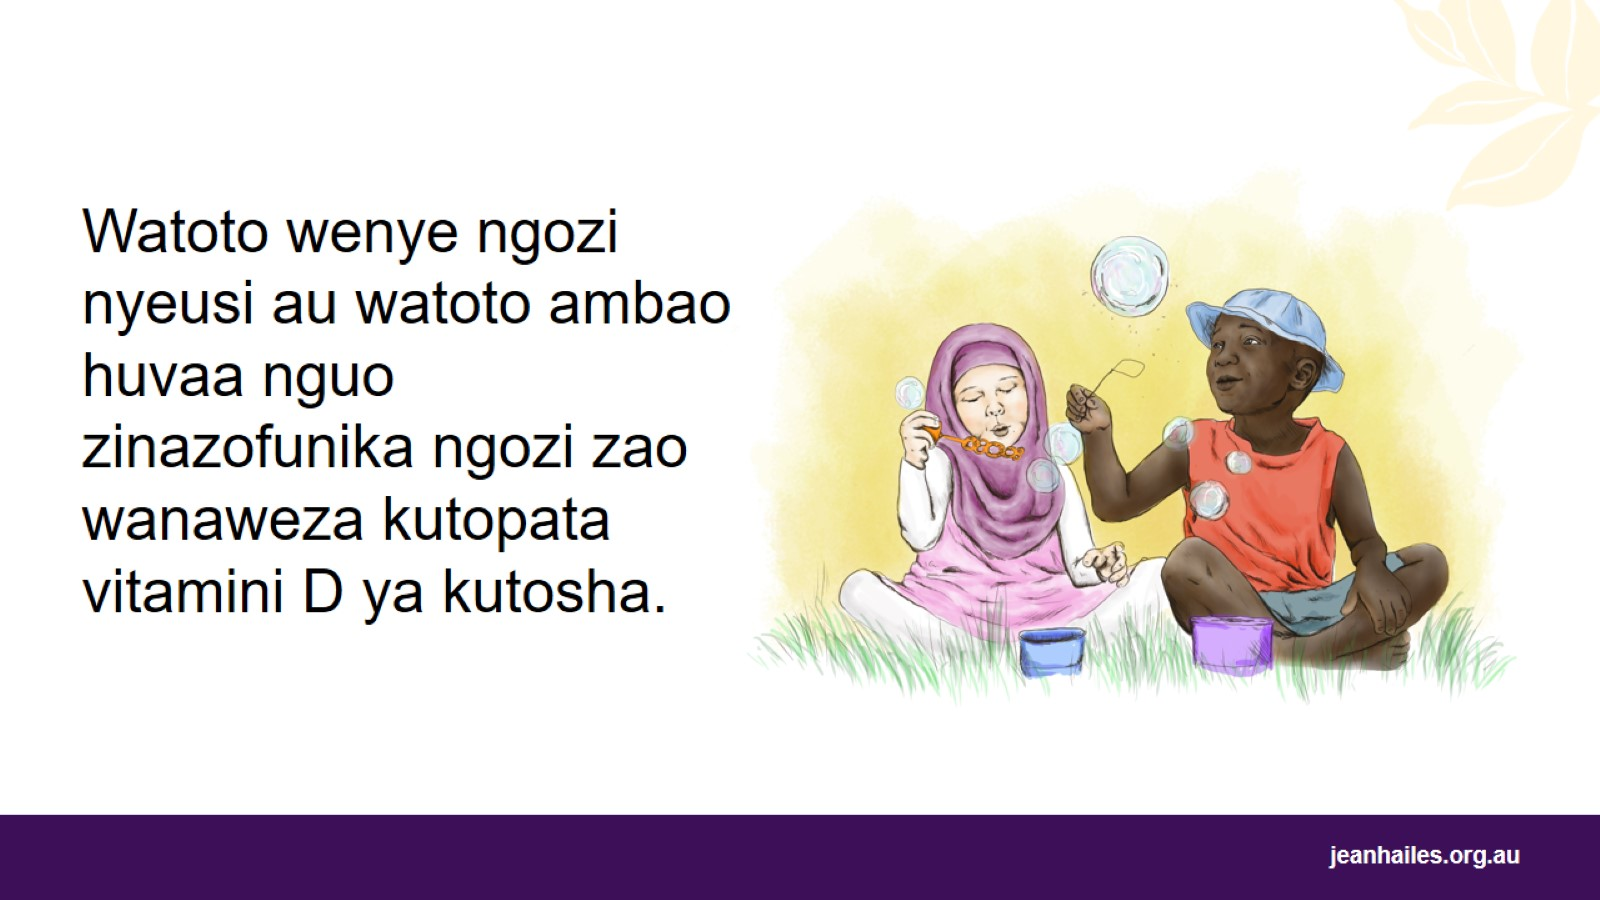 Watoto wenye ngozi
nyeusi au watoto ambao
huvaa nguo
zinazofunika ngozi zao
wanaweza kutopata
vitamini D ya kutosha.
jeanhailes.org.au